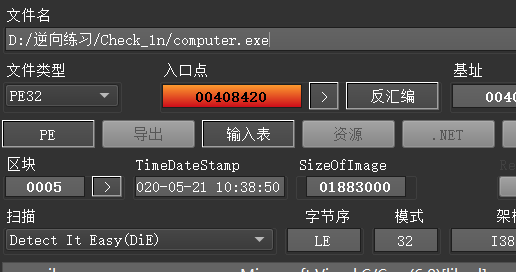 文件名
D:/逆向练习/Check_1n/computer.exe
文件类型 入口点 基址
PE32 00408420 > 反汇编 0040
PE 导出 输入表 资源 .NET
区块 TimeDateStamp SizeOfImage
0005 > 020-05-21 10:38:50 01883000
扫描 字节序 模式 架
Detect It Easy(DiE) LE 32 I38